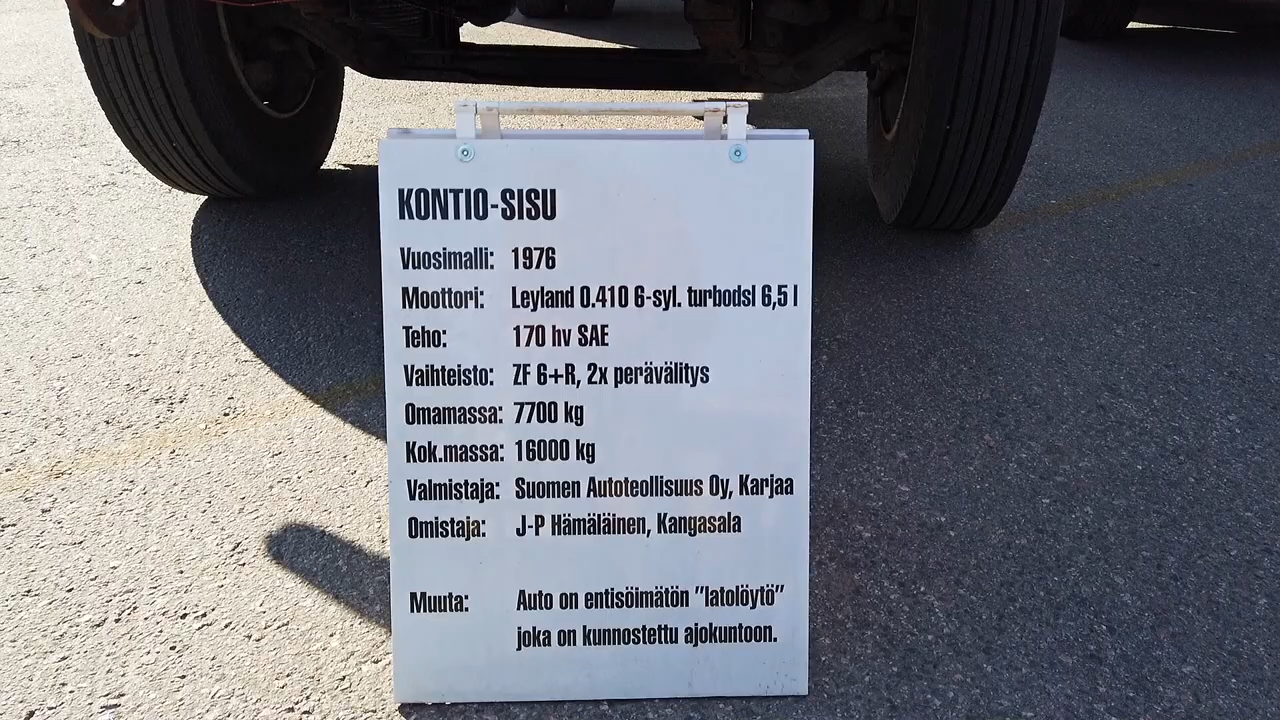 KONTIO-SISU
Vuosimalli: 1976
Moottori: Leyland 0.410 6-syl. turbodsl 6,5 l
Teho: 170 hv SAE
Vaihteisto: ZF 6+R, 2x perävälitys
Omamassa: 7700 kg
Kok.massa: 16000 kg
Valmistaja: Suomen Autoteollisuus Oy, Karjaa
Omistaja: J-P Hämäläinen, Kangasala
Muuta: Auto on entisöimätön ”latolöytö”
joka on kunnostettu ajokuntoon.